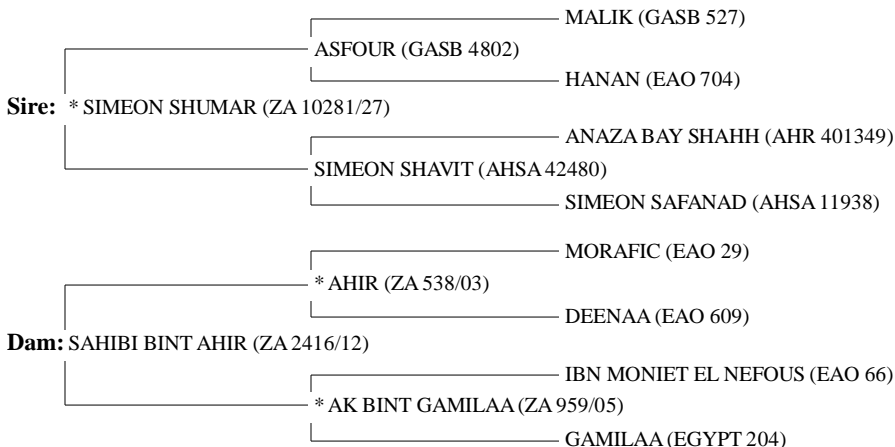 MALIK (GASB 527)
ASFOUR (GASB 4802)
HANAN (EAO 704)
Sire: * SIMEON SHUMAR (ZA 10281/27)
ANAZA BAY SHAHH (AHR 401349)
SIMEON SHAVIT (AHSA 42480)
SIMEON SAFANAD (AHSA 11938)
MORAFIC (EAO 29)
* AHIR (ZA 538/03)
DEENAA (EAO 609)
Dam: SAHIBI BINT AHIR (ZA 2416/12)
IBN MONIET EL NEFOUS (EAO 66)
* AK BINT GAMILAA (ZA 959/05)
GAMILAA (EGYPT 204)